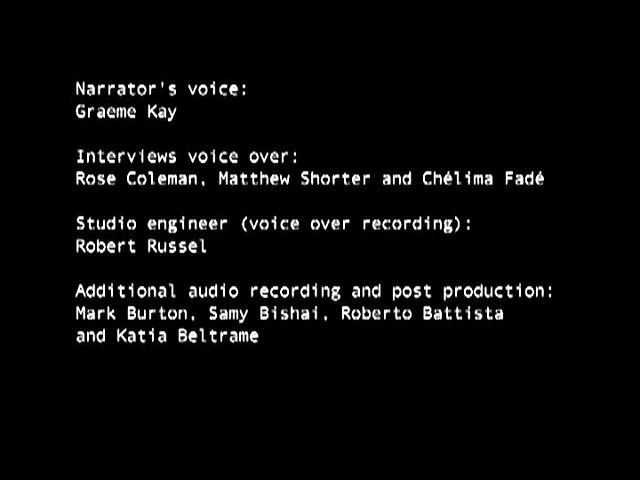 Narrator's voice:
Graeme Kay
Interviews voice over:
Rose Coleman, Matthew Shorter and Chélima Fadé
Studio engineer (voice over recording):
Robert Russel
Additional audio recording and post production:
Mark Burton, Samy Bishai, Roberto Battista
and Katia Beltrame